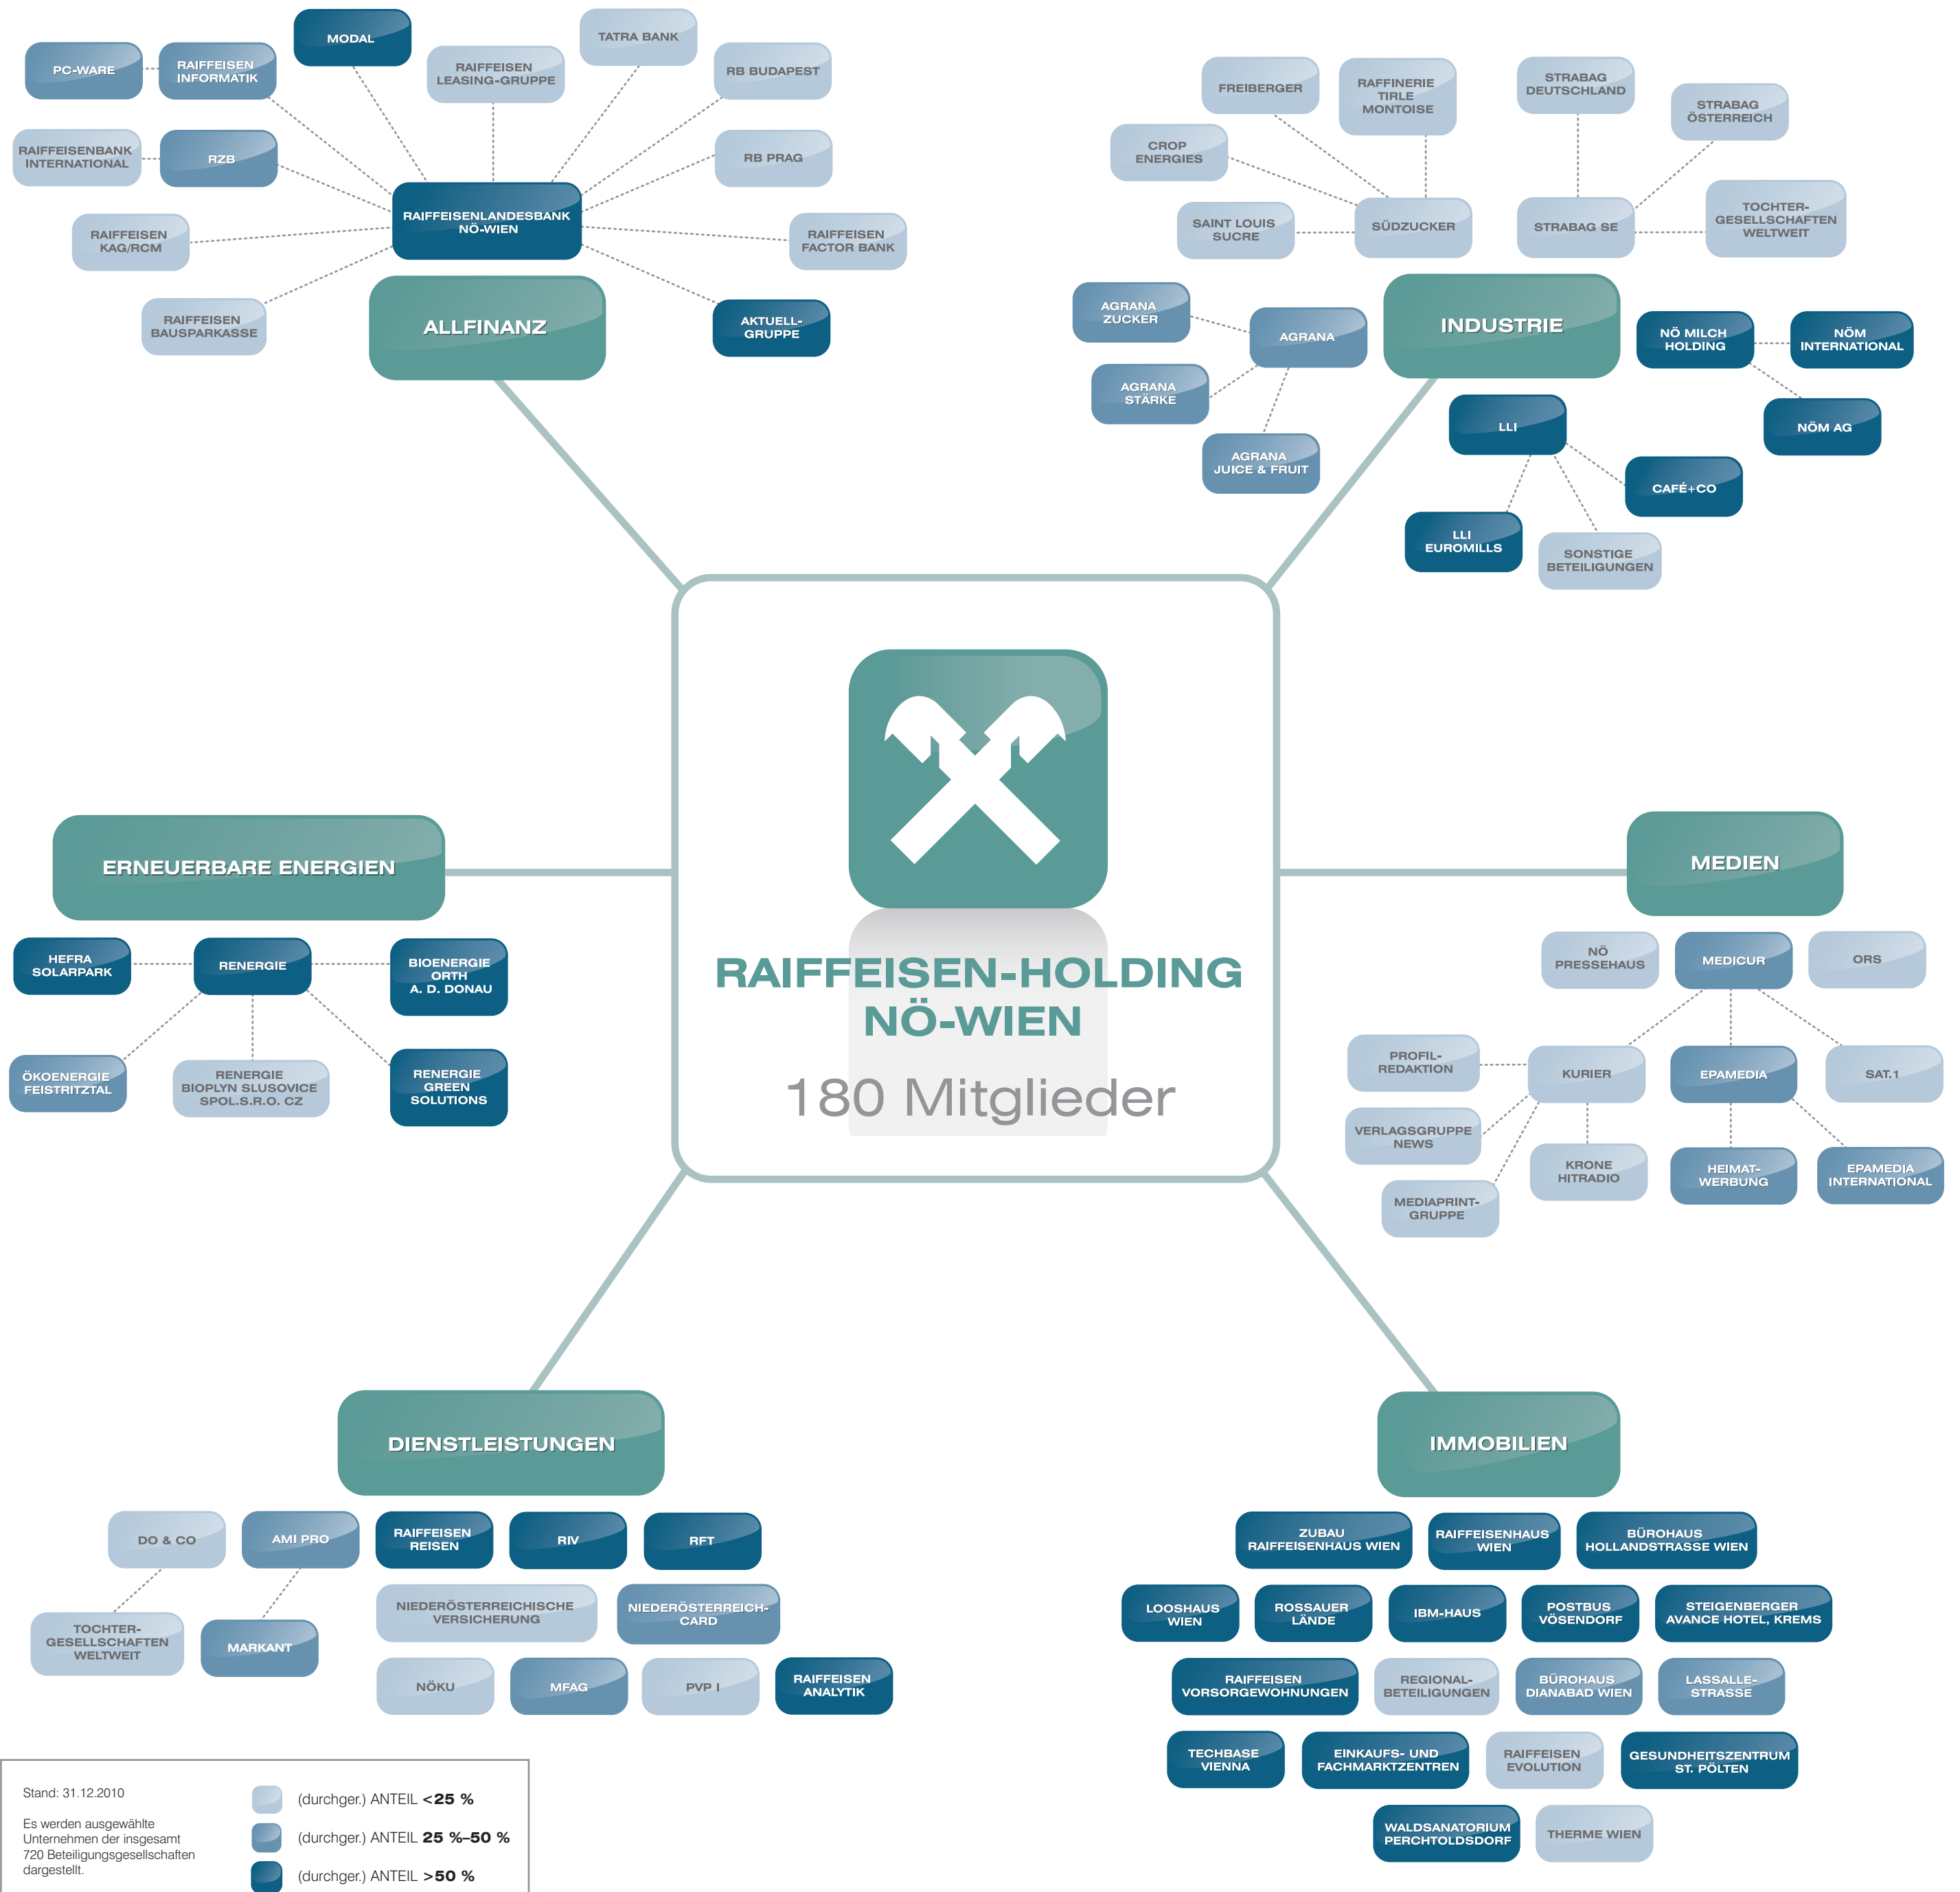 MODAL
TATRA BANK
PC-WARE
RAIFFEISEN
INFORMATIK
RAIFFEISEN
LEASING-GRUPPE
RB BUDAPEST
RAIFFEISENBANK
INTERNATIONAL
RZB
RB PRAG
RAIFFEISENLANDESBANK
NÖ-WIEN
RAIFFEISEN
KAG/RCM
RAIFFEISEN
FACTOR BANK
RAIFFEISEN
BAUSPARKASSE
ALLFINANZ
AKTUELL-
GRUPPE
FREIBERGER
RAFFINERIE
TIRLE
MONTOISE
STRABAG
DEUTSCHLAND
STRABAG
ÖSTERREICH
CROP
ENERGIES
SAINT LOUIS
SUCRE
SÜDZUCKER
STRABAG SE
TOCHTER-
GESELLSCHAFTEN
WELTWEIT
AGRANA
ZUCKER
AGRANA
INDUSTRIE
NÖ MILCH
HOLDING
NÖM
INTERNATIONAL
AGRANA
STÄRKE
LLI
NÖM AG
AGRANA
JUICE & FRUIT
CAFÉ+CO
LLI
EUROMILLS
SONSTIGE
BETEILIGUNGEN
RAIFFEISEN-HOLDING
NÖ-WIEN
180 Mitglieder
ERNEUERBARE ENERGIEN
HEFRA
SOLARPARK
RENERGIE
BIOENERGIE
ORTH
A. D. DONAU
ÖKOENERGIE
FEISTRITZTAL
RENERGIE
BIOPLYN SLUSOVICE
SPOL.S.R.O. CZ
RENERGIE
GREEN
SOLUTIONS
MEDIEN
NÖ
PRESSEHAUS
MEDICUR
ORS
PROFIL-
REDAKTION
KURIER
EPAMEDIA
SAT.1
VERLAGSGRUPPE
NEWS
KRONE
HITRADIO
HEIMAT-
WERBUNG
EPAMEDIA
INTERNATIONAL
MEDIAPRINT-
GRUPPE
DIENSTLEISTUNGEN
DO & CO
AMI PRO
RAIFFEISEN
REISEN
RIV
RFT
TOCHTER-
GESELLSCHAFTEN
WELTWEIT
MARKANT
NIEDERÖSTERREICHISCHE
VERSICHERUNG
NIEDERÖSTERREICH-
CARD
NÖKU
MFAG
PVP I
RAIFFEISEN
ANALYTIK
IMMOBILIEN
ZUBAU
RAIFFEISENHAUS WIEN
RAIFFEISENHAUS
WIEN
BÜROHAUS
HOLLANDSTRASSE WIEN
LOOSHAUS
WIEN
ROSSAUER
LÄNDE
IBM-HAUS
POSTBUS
VÖSENDORF
STEIGENBERGER
AVANCE HOTEL, KREMS
RAIFFEISEN
VORSORGEWOHNUNGEN
REGIONAL-
BETEILIGUNGEN
BÜROHAUS
DIANABAD WIEN
LASSALLE-
STRASSE
TECHBASE
VIENNA
EINKAUFS- UND
FACHMARKTZENTREN
RAIFFEISEN
EVOLUTION
GESUNDHEITSZENTRUM
ST. PÖLTEN
WALDSANATORIUM
PERCHTOLDSDORF
THERME WIEN
Stand: 31.12.2010
Es werden ausgewählte
Unternehmen der insgesamt
720 Beteiligungsgesellschaften
dargestellt.
(durchger.) ANTEIL <25 %
(durchger.) ANTEIL 25 %–50 %
(durchger.) ANTEIL >50 %